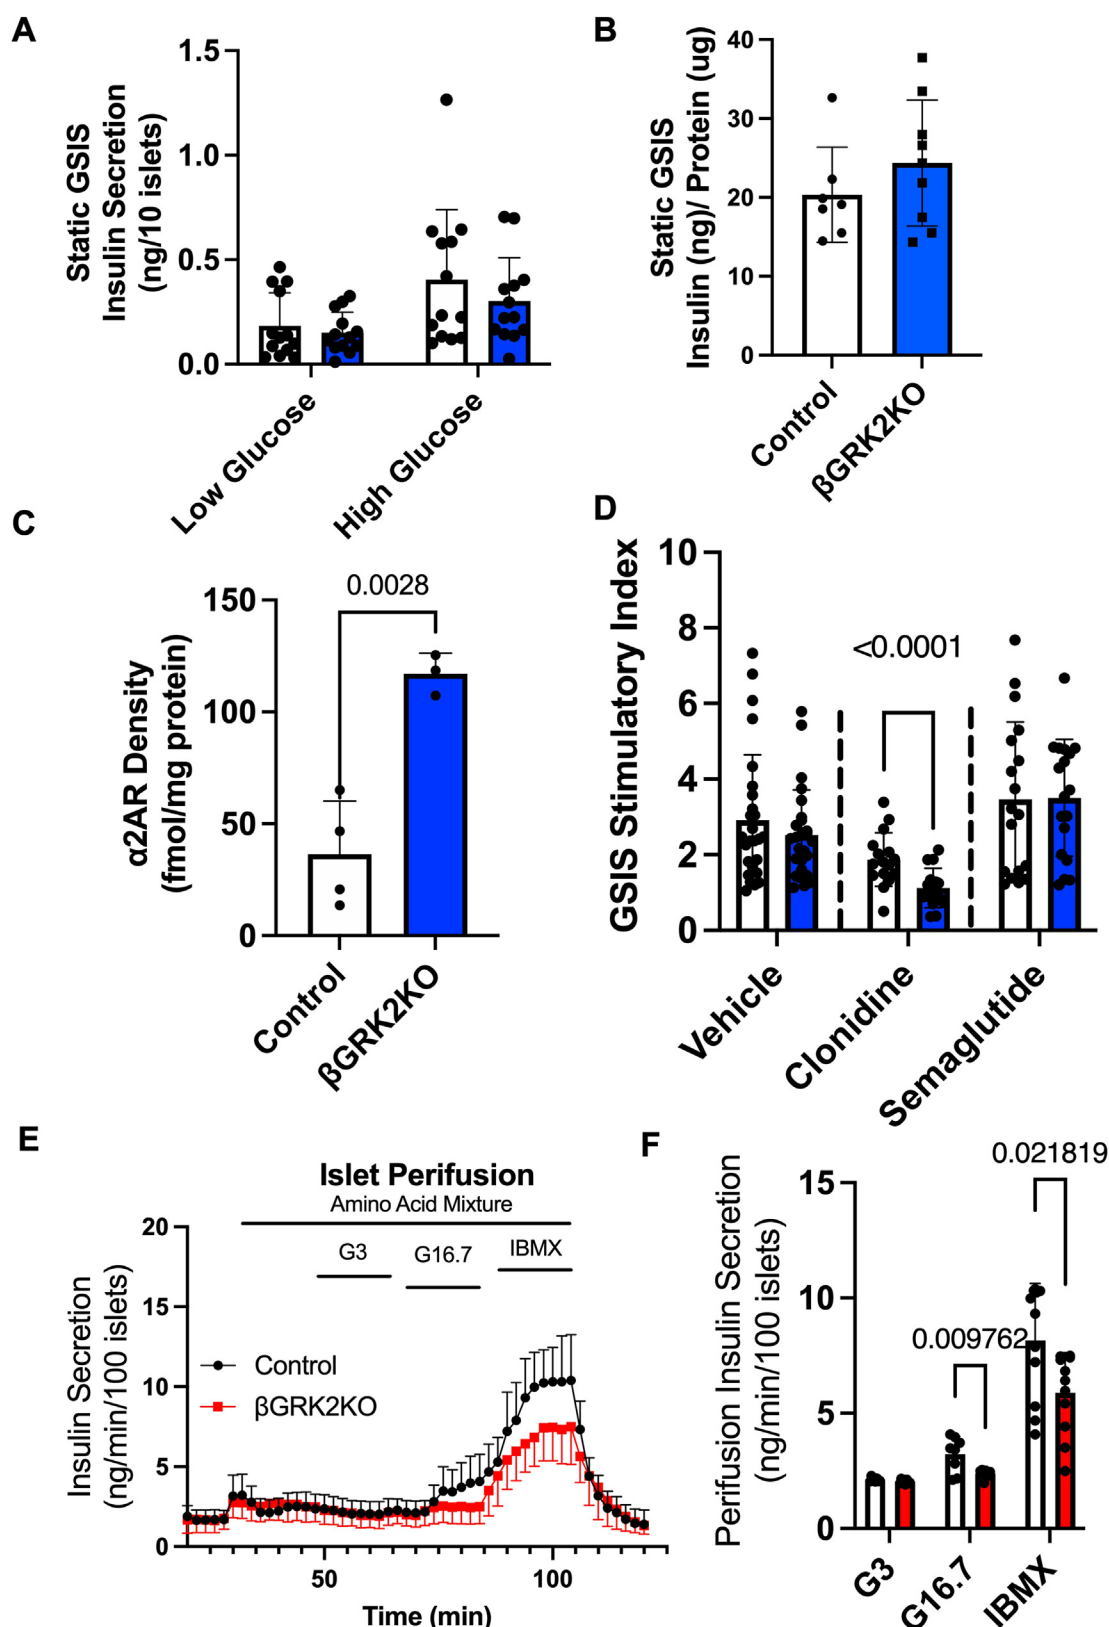 A
Static GSIS
Insulin Secretion
(ng/10 islets)
1.5
1.0
0.5
0.0
Low Glucose
High Glucose
B
Static GSIS
Insulin (ng)/ Protein (ug)
40
30
20
10
0
Control
βGRK2KO
C
α2AR Density
(fmol/mg protein)
150
100
50
0
0.0028
Control
βGRK2KO
D
GSIS Stimulatory Index
10
8
6
4
2
0
<0.0001
Vehicle
Clonidine
Semaglutide
E
Islet Perifusion
Amino Acid Mixture
G3
G16.7
IBMX
Insulin Secretion
(ng/min/100 islets)
20
15
10
5
0
Control
βGRK2KO
50
100
Time (min)
F
Perifusion Insulin Secretion
(ng/min/100 islets)
15
10
5
0
0.009762
0.021819
G3
G16.7
IBMX